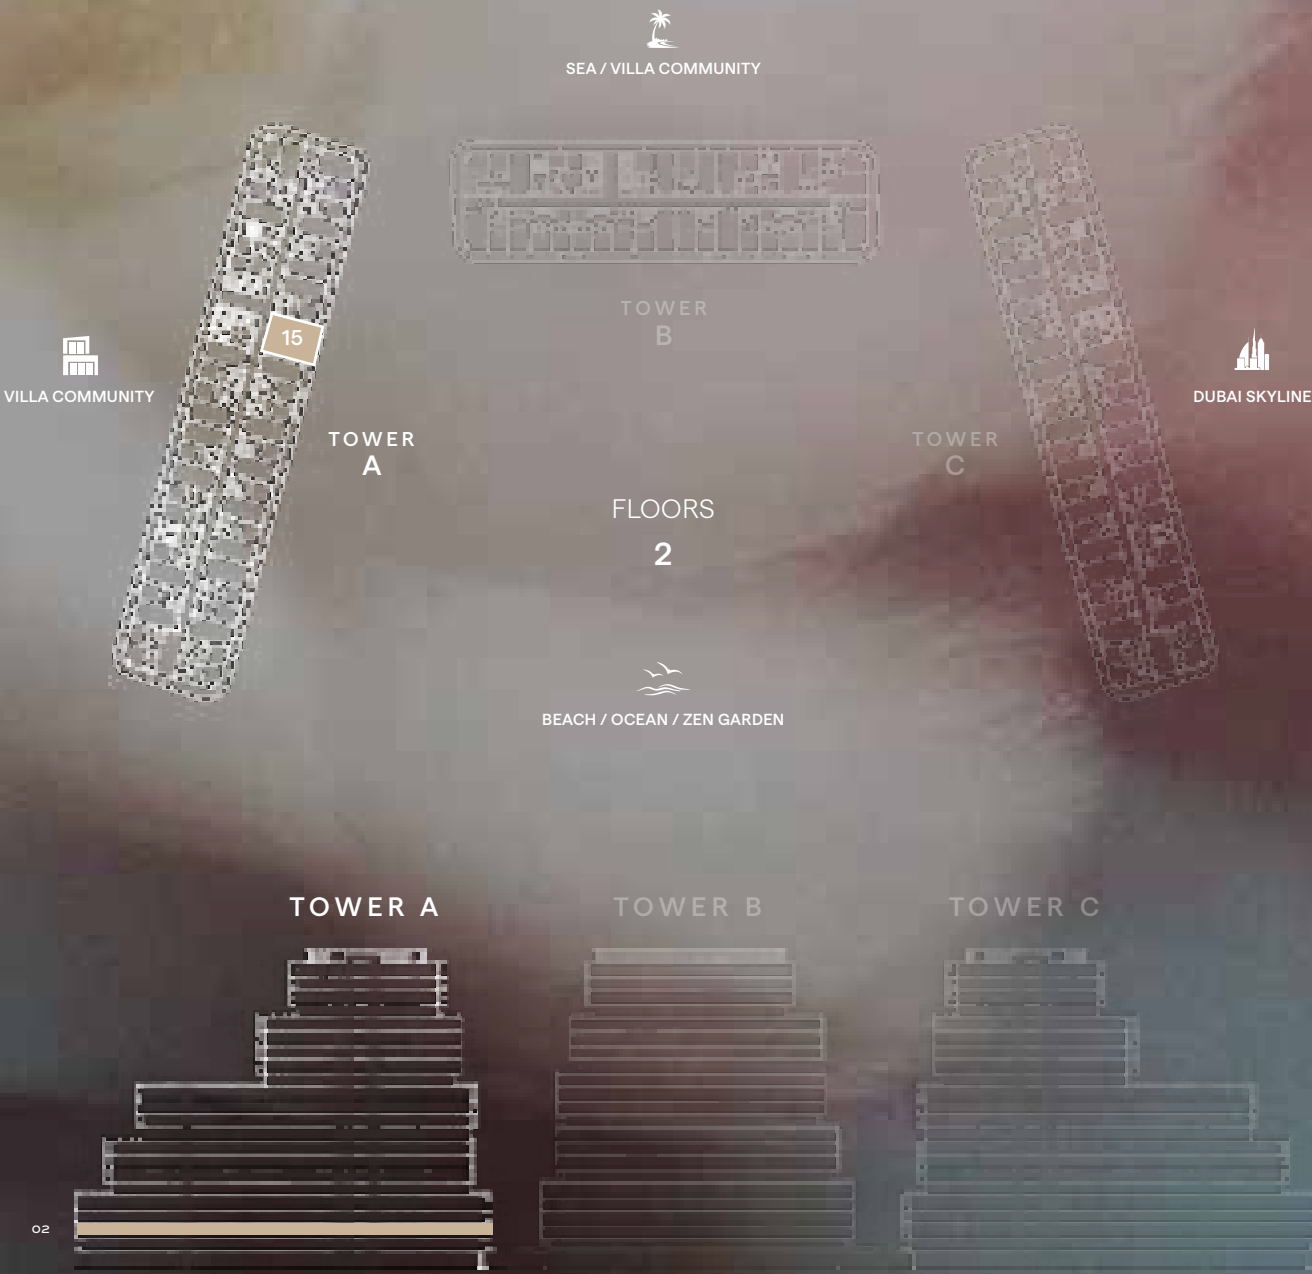 SEA / VILLA COMMUNITY
TOWER
B
15
VILLA COMMUNITY
DUBAI SKYLINE
TOWER
A
TOWER
C
FLOORS
2
BEACH / OCEAN / ZEN GARDEN
TOWER A
TOWER B
TOWER C
02